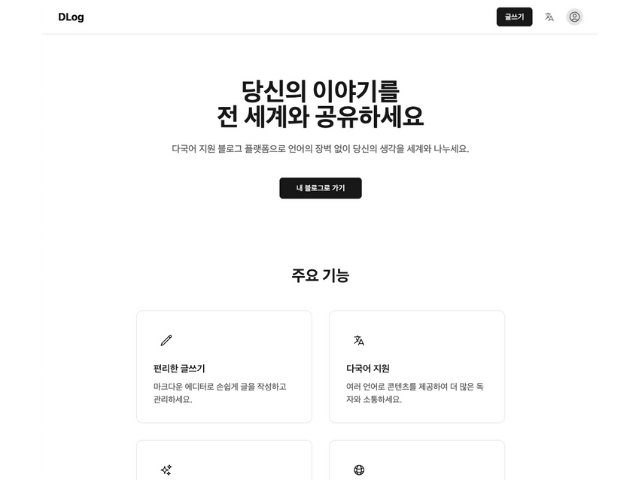 DLog
글쓰기
당신의 이야기를
전 세계와 공유하세요
다국어 지원 블로그 플랫폼으로 언어의 장벽 없이 당신의 생각을 세계와 나누세요.
내 블로그로 가기
주요 기능
편리한 글쓰기
마크다운 에디터로 손쉽게 글을 작성하고
관리하세요.
다국어 지원
여러 언어로 콘텐츠를 제공하여 더 많은 독
자와 소통하세요.